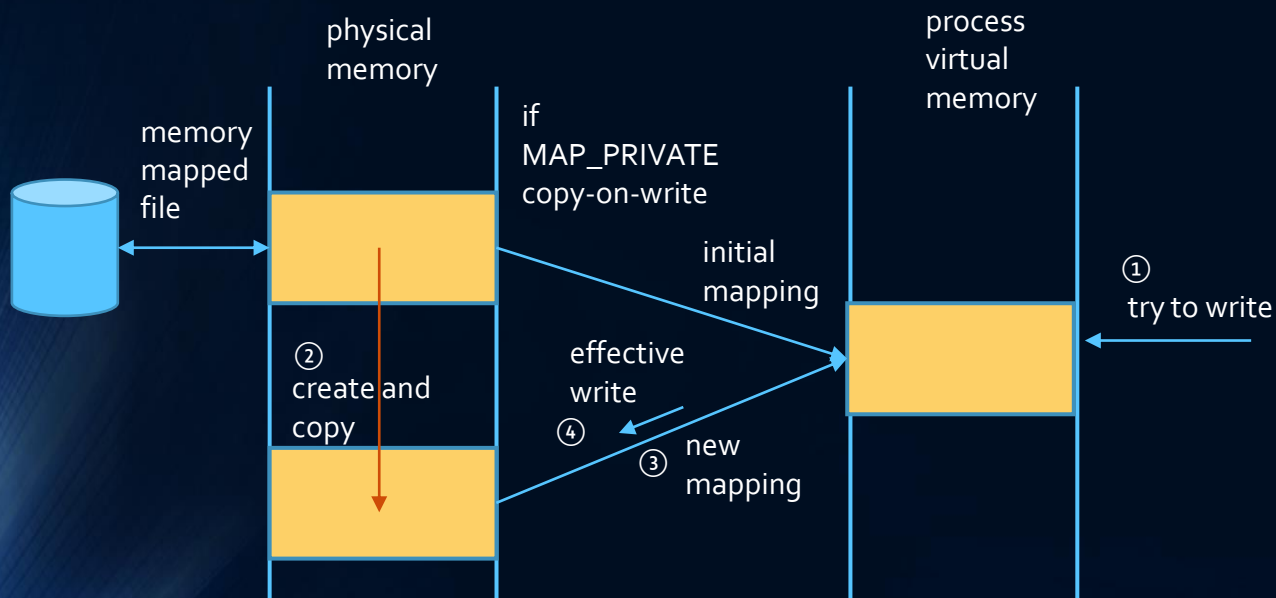 physical
memory
process
virtual
memory
memory
mapped
file
if
MAP_PRIVATE
copy-on-write
initial
mapping
①
try to write
②
create and
copy
effective
write
④
③
new
mapping